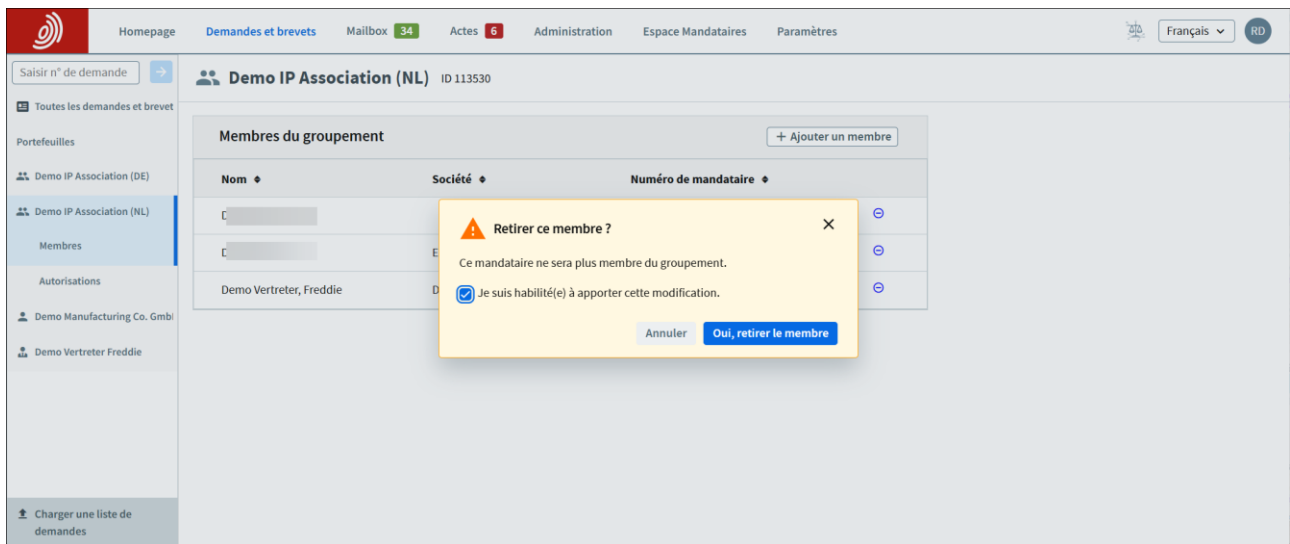 Homepage
Demandes et brevets
Mailbox 34
Actes 6
Administration
Espace Mandataires
Paramètres
Français
RD
Saisir n° de demande
Toutes les demandes et brevet
Portefeuilles
Demo IP Association (DE)
Demo IP Association (NL)
Membres
Autorisations
Demo Manufacturing Co. Gmb
Demo Vertreter Freddie
Charger une liste de
demandes
Demo IP Association (NL) ID 113530
Membres du groupement
+ Ajouter un membre
Nom Société Numéro de mandataire
D
D E
Demo Vertreter, Freddie D
Retirer ce membre ?
Ce mandataire ne sera plus membre du groupement.
Je suis habilité(e) à apporter cette modification.
Annuler
Oui, retirer le membre